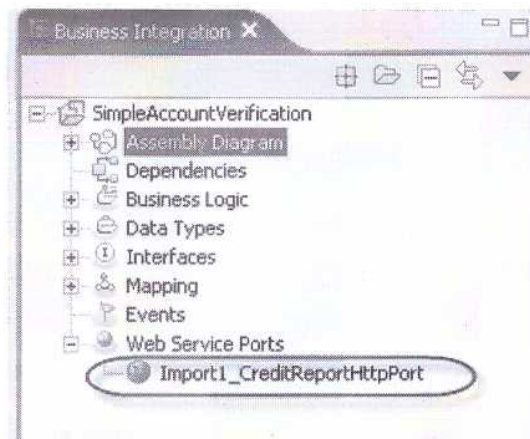 Business Integration
SimpleAccountVerification
Assembly Diagram
Dependencies
Business Logic
Data Types
Interfaces
Mapping
Events
Web Service Ports
Import1_CreditReportHttpPort